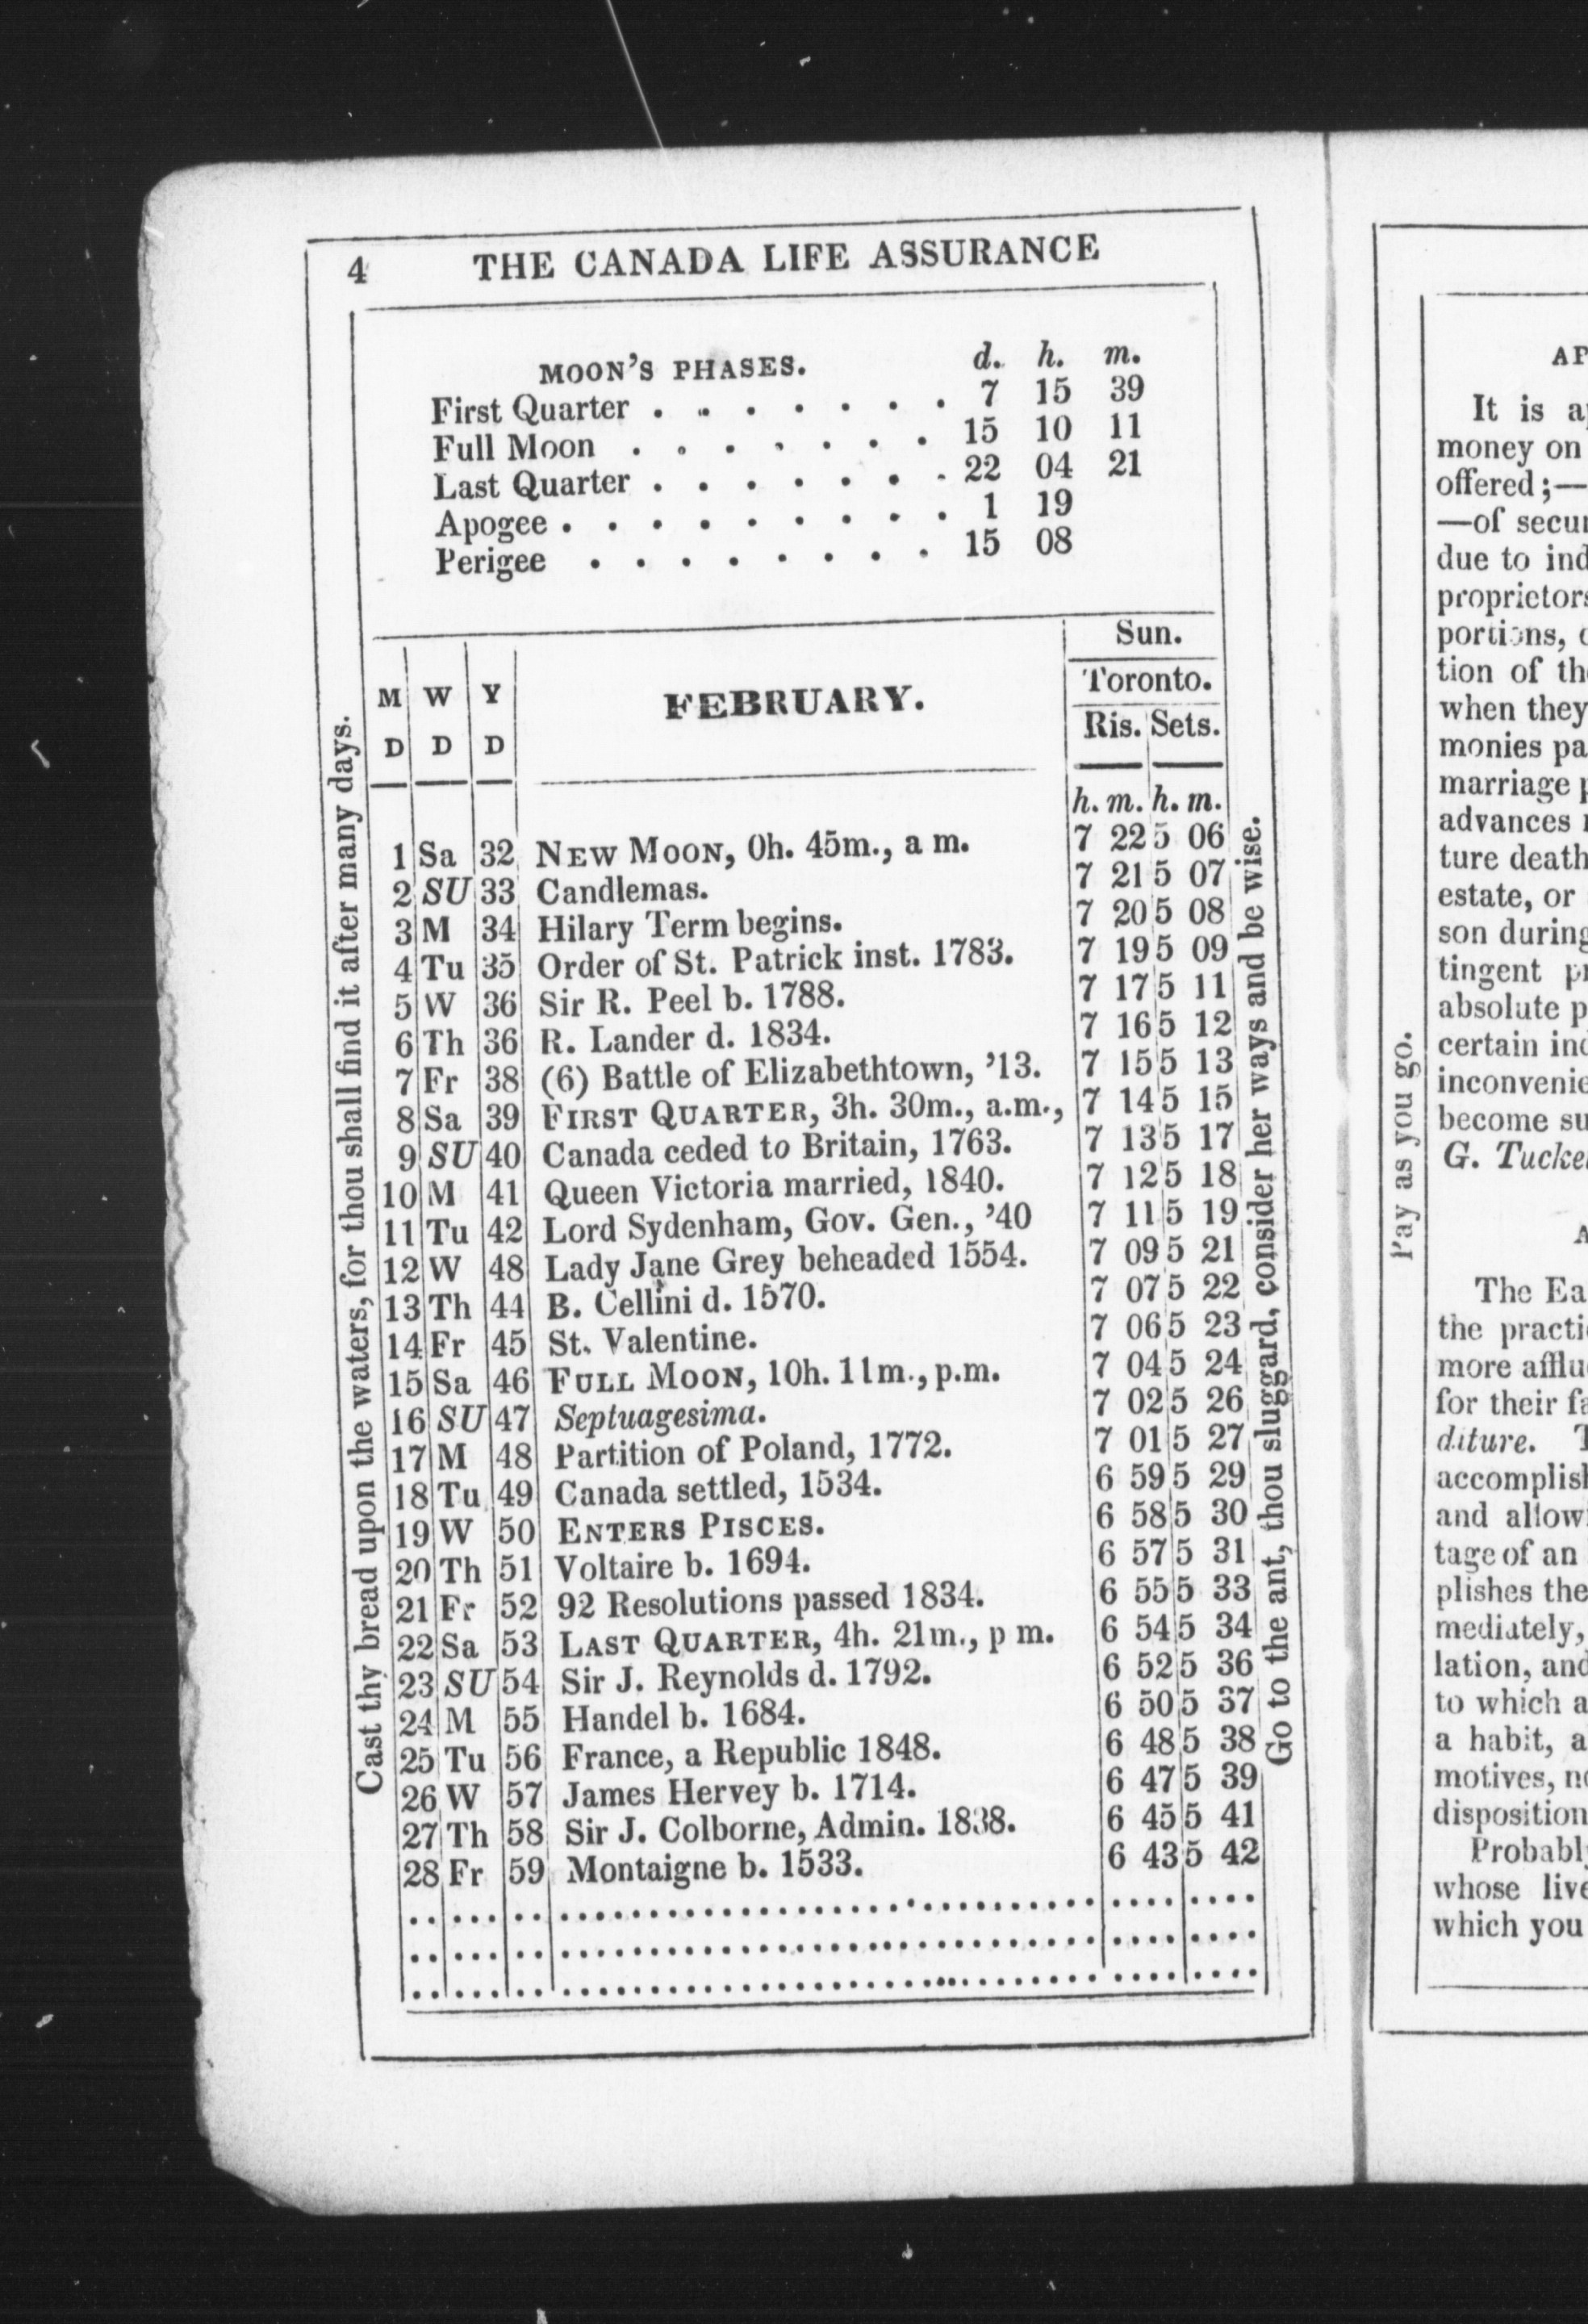 4 THE CANADA LIFE ASSURANCE
MOON'S PHASES. d. h. m.
First Quarter . . . . . . . 7 15 39
Full Moon . . . . . . . 15 10 11
Last Quarter . . . . . . . 22 04 21
Apogee . . . . . . . . . 1 19
Perigee . . . . . . . . 15 08
Sun.
Toronto.
Ris. Sets.
M W Y
D D D
FEBRUARY.
h. m. h. m.
1 Sa 32 NEW MOON, 0h. 45m., a m. 7 22 5 06
2 SU 33 Candlemas. 7 21 5 07
3 M 34 Hilary Term begins. 7 20 5 08
4 Tu 35 Order of St. Patrick inst. 1783. 7 19 5 09
5 W 36 Sir R. Peel b. 1788. 7 17 5 11
6 Th 36 R. Lander d. 1834. 7 16 5 12
7 Fr 38 (6) Battle of Elizabethtown, '13. 7 15 5 13
8 Sa 39 FIRST QUARTER, 3h. 30m., a.m., 7 14 5 15
9 SU 40 Canada ceded to Britain, 1763. 7 13 5 17
10 M 41 Queen Victoria married, 1840. 7 12 5 18
11 Tu 42 Lord Sydenham, Gov. Gen., '40 7 11 5 19
12 W 48 Lady Jane Grey beheaded 1554. 7 09 5 21
13 Th 44 B. Cellini d. 1570. 7 07 5 22
14 Fr 45 St. Valentine. 7 06 5 23
15 Sa 46 FULL MOON, 10h. 11m., p.m. 7 04 5 24
16 SU 47 Septuagesima. 7 02 5 26
17 M 48 Partition of Poland, 1772. 7 01 5 27
18 Tu 49 Canada settled, 1534. 6 59 5 29
19 W 50 ENTERS PISCES. 6 58 5 30
20 Th 51 Voltaire b. 1694. 6 57 5 31
21 Fr 52 92 Resolutions passed 1834. 6 55 5 33
22 Sa 53 LAST QUARTER, 4h. 21m., p m. 6 54 5 34
23 SU 54 Sir J. Reynolds d. 1792. 6 52 5 36
24 M 55 Handel b. 1684. 6 50 5 37
25 Tu 56 France, a Republic 1848. 6 48 5 38
26 W 57 James Hervey b. 1714. 6 47 5 39
27 Th 58 Sir J. Colborne, Admin. 1838. 6 45 5 41
28 Fr 59 Montaigne b. 1533. 6 43 5 42
Cast thy bread upon the waters, for thou shall find it after many days.
Go to the ant, thou sluggard, consider her ways and be wise.
Pay as you go.
It is
money on
offered;—
—of
due to
portions,
tion of
when they
monies
marriage
advances
ture death
estate, or
son during
tingent
absolute
certain
become
G.
The
the
more
for their
diture.
and
tage of an
plishes the
mediately,
lation,
to which
a habit,
motives,
disposition
whose
which you